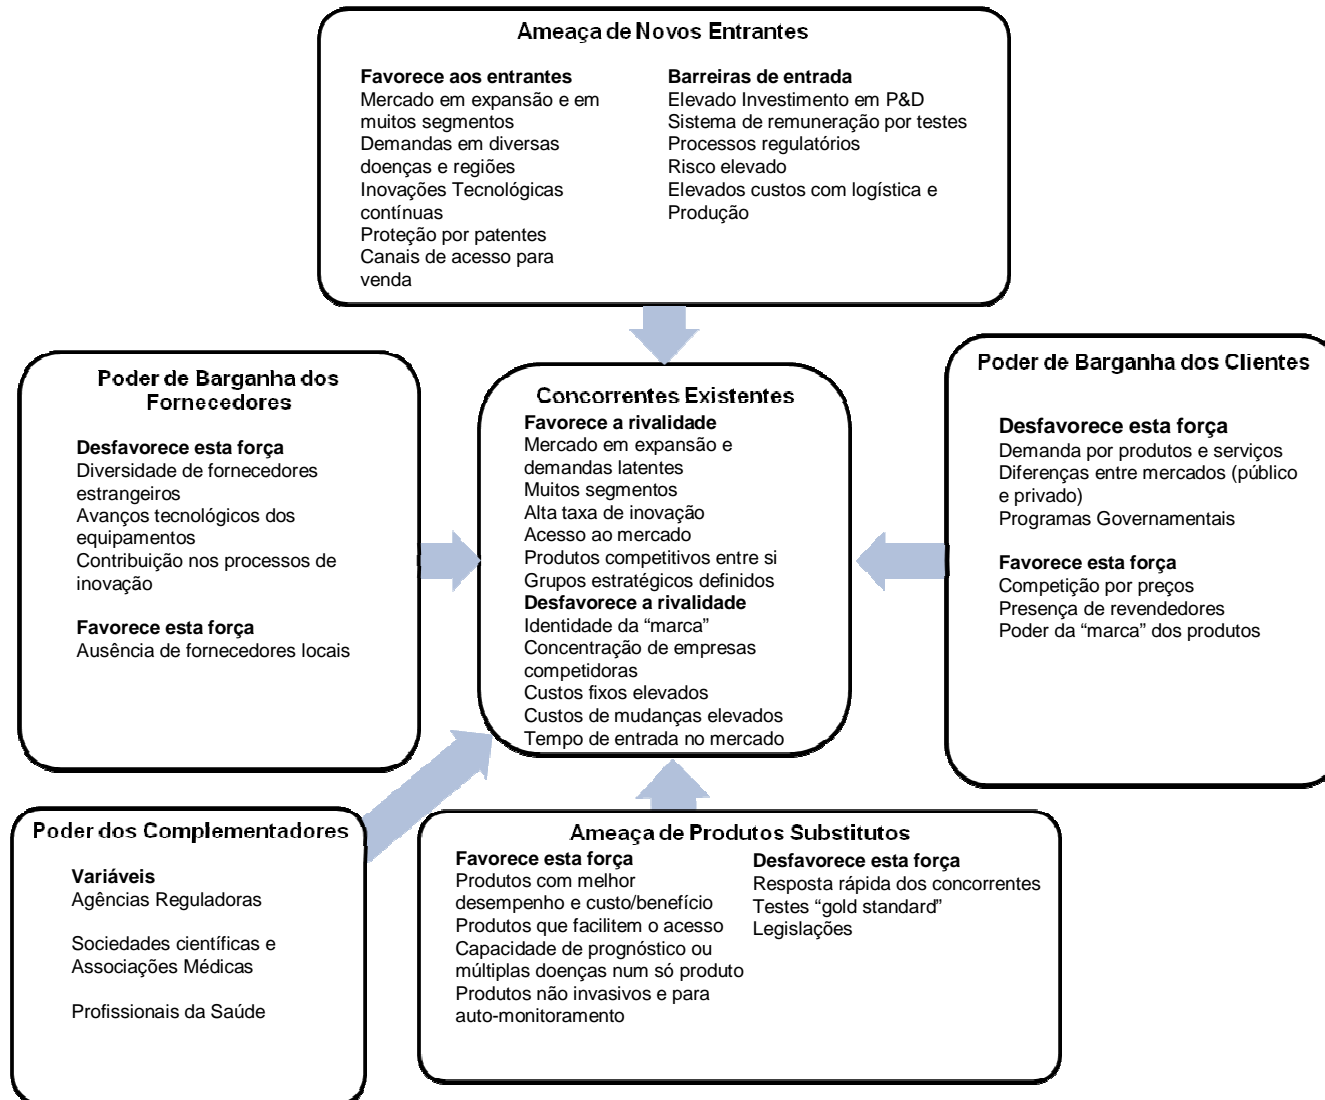 Ameaça de Novos Entrantes
Favorece aos entrantes
Mercado em expansão e em
muitos segmentos
Demandas em diversas
doenças e regiões
Inovações Tecnológicas
contínuas
Proteção por patentes
Canais de acesso para
venda
Barreiras de entrada
Elevado Investimento em P&D
Sistema de remuneração por testes
Processos regulatórios
Risco elevado
Elevados custos com logística e
Produção
Poder de Barganha dos
Fornecedores
Desfavorece esta força
Diversidade de fornecedores
estrangeiros
Avanços tecnológicos dos
equipamentos
Contribuição nos processos de
inovação
Favorece esta força
Ausência de fornecedores locais
Concorrentes Existentes
Favorece a rivalidade
Mercado em expansão e
demandas latentes
Muitos segmentos
Alta taxa de inovação
Acesso ao mercado
Produtos competitivos entre si
Grupos estratégicos definidos
Desfavorece a rivalidade
Identidade da “marca”
Concentração de empresas
competidoras
Custos fixos elevados
Custos de mudanças elevados
Tempo de entrada no mercado
Poder de Barganha dos Clientes
Desfavorece esta força
Demanda por produtos e serviços
Diferenças entre mercados (público
e privado)
Programas Governamentais
Favorece esta força
Competição por preços
Presença de revendedores
Poder da “marca” dos produtos
Poder dos Complementadores
Variáveis
Agências Reguladoras
Sociedades científicas e
Associações Médicas
Profissionais da Saúde
Ameaça de Produtos Substitutos
Favorece esta força
Produtos com melhor
desempenho e custo/benefício
Produtos que facilitem o acesso
Capacidade de prognóstico ou
múltiplas doenças num só produto
Produtos não invasivos e para
auto-monitoramento
Desfavorece esta força
Resposta rápida dos concorrentes
Testes “gold standard”
Legislações